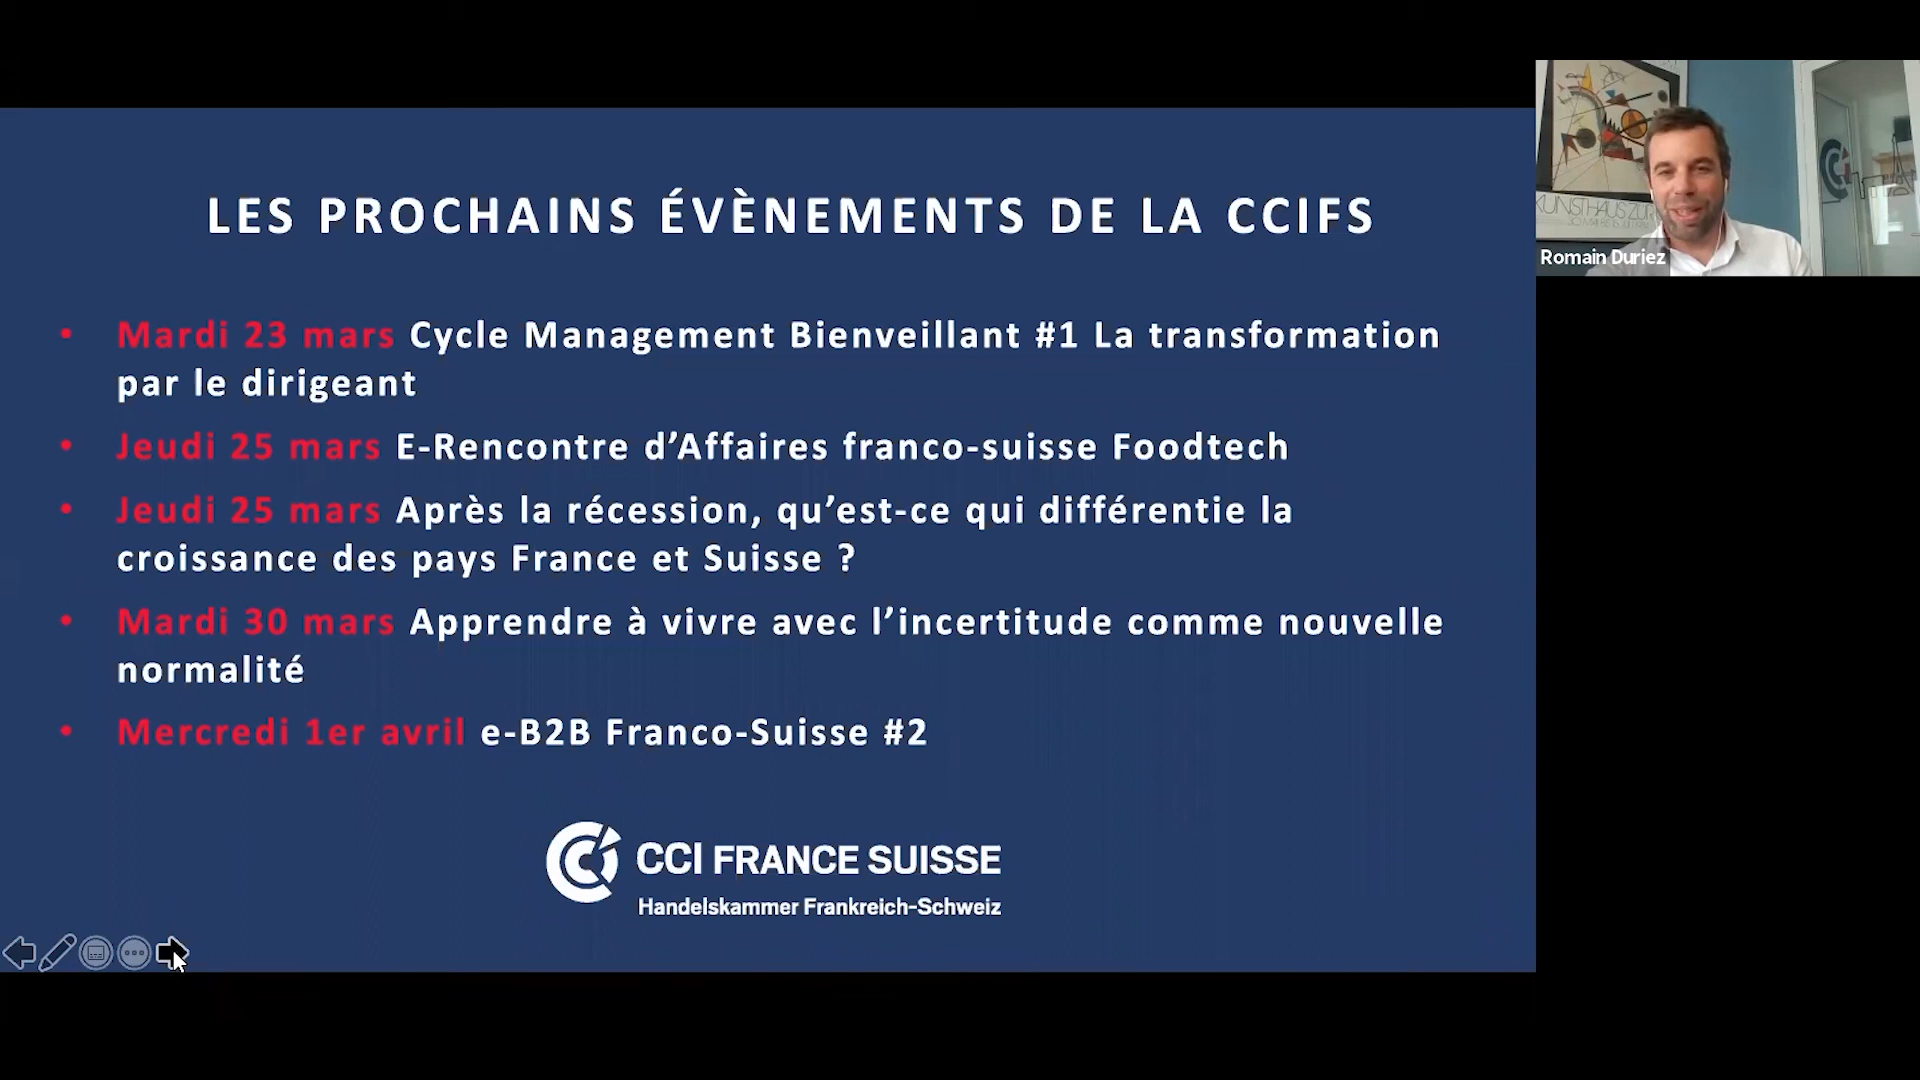 LES PROCHAINS ÉVÈNEMENTS DE LA CCIFS
• Mardi 23 mars Cycle Management Bienveillant #1 La transformation
par le dirigeant
• Jeudi 25 mars E-Rencontre d’Affaires franco-suisse Foodtech
• Jeudi 25 mars Après la récession, qu’est-ce qui différentie la
croissance des pays France et Suisse ?
• Mardi 30 mars Apprendre à vivre avec l’incertitude comme nouvelle
normalité
• Mercredi 1er avril e-B2B Franco-Suisse #2
CCI FRANCE SUISSE
Handelskammer Frankreich-Schweiz
Romain Duriez